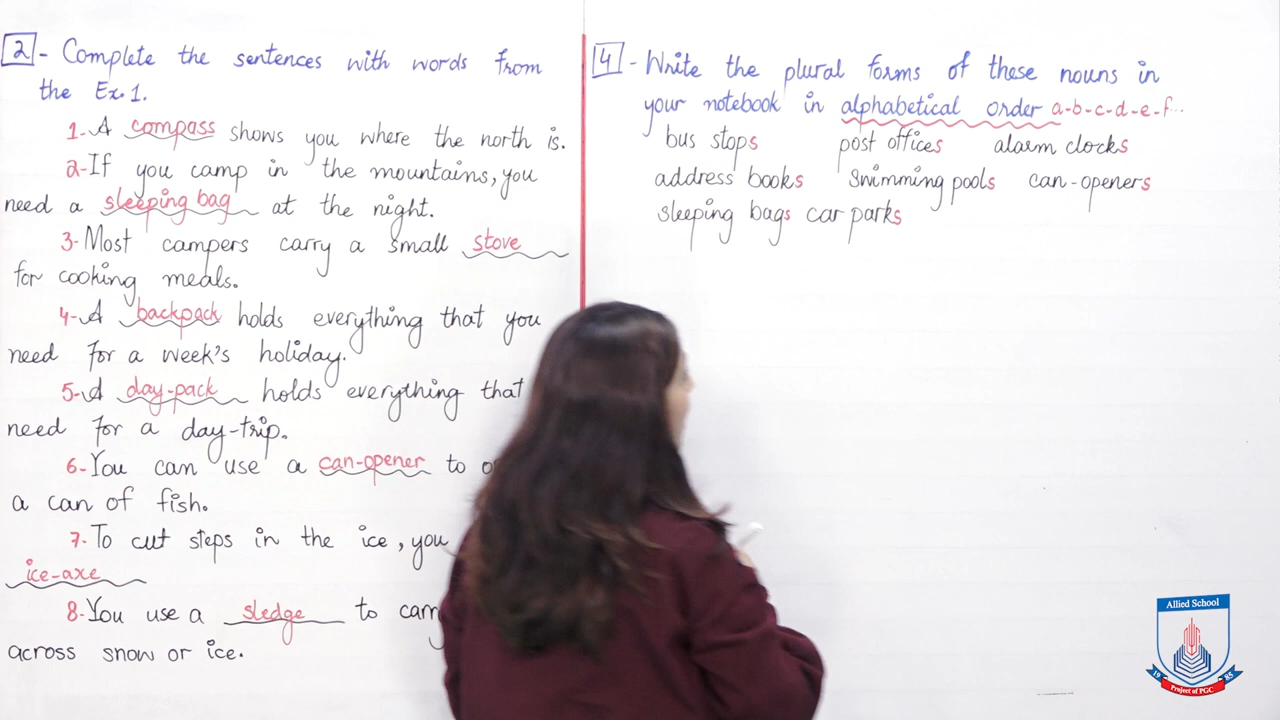 2- Complete the sentences with words from
the Ex.1.
1- A compass shows you where the north is.
2- If you camp in the mountains, you
need a sleeping bag at the night.
3- Most campers carry a small stove
for cooking meals.
4- A backpack holds everything that you
need for a week's holiday.
5- A day-pack holds everything that
need for a day-trip.
6- You can use a can-opener to
a can of fish.
7- To cut steps in the ice, you
ice-axe
8- You use a sledge to
across snow or ice.
4- Write the plural forms of these nouns in
your notebook in alphabetical order a-b-c-d-e-f...
bus stops post offices alarm clocks
address books swimming pools can-openers
sleeping bags car parks
Allied School
19 85
Project of PGC